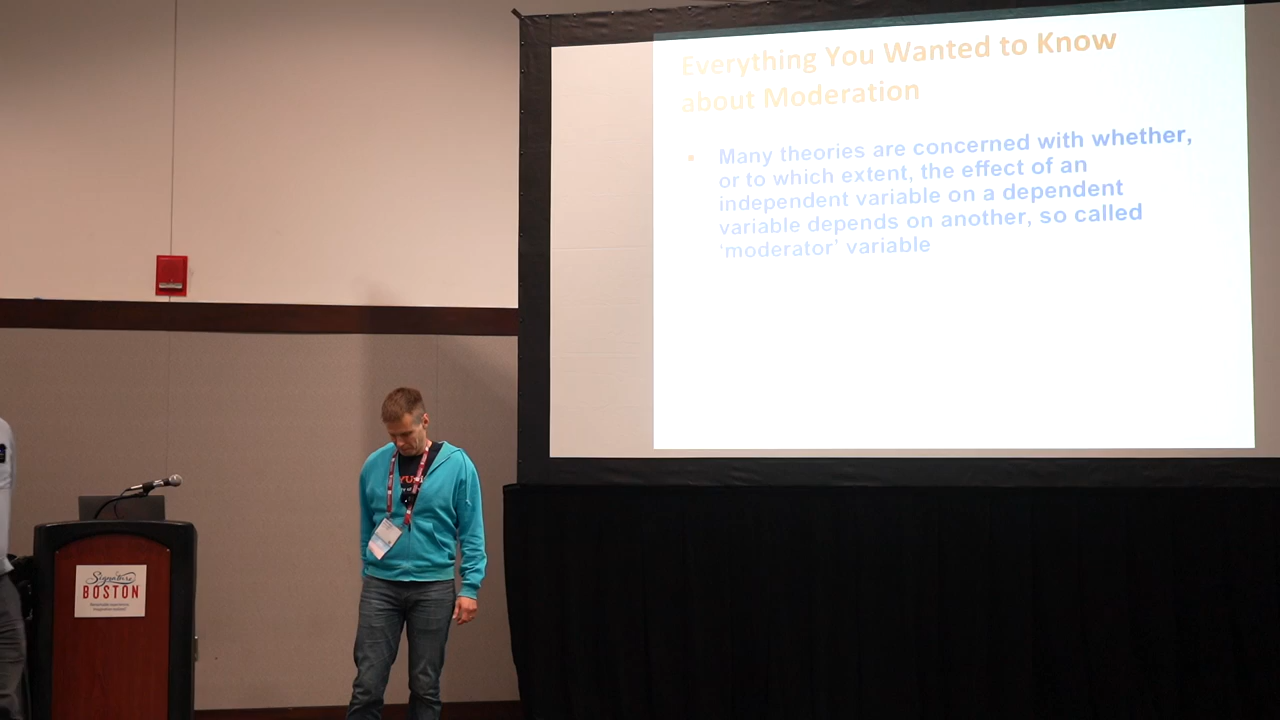 Everything You Wanted to Know
about Moderation
▪ Many theories are concerned with whether,
or to which extent, the effect of an
independent variable on a dependent
variable depends on another, so called
‘moderator’ variable
Signature
BOSTON